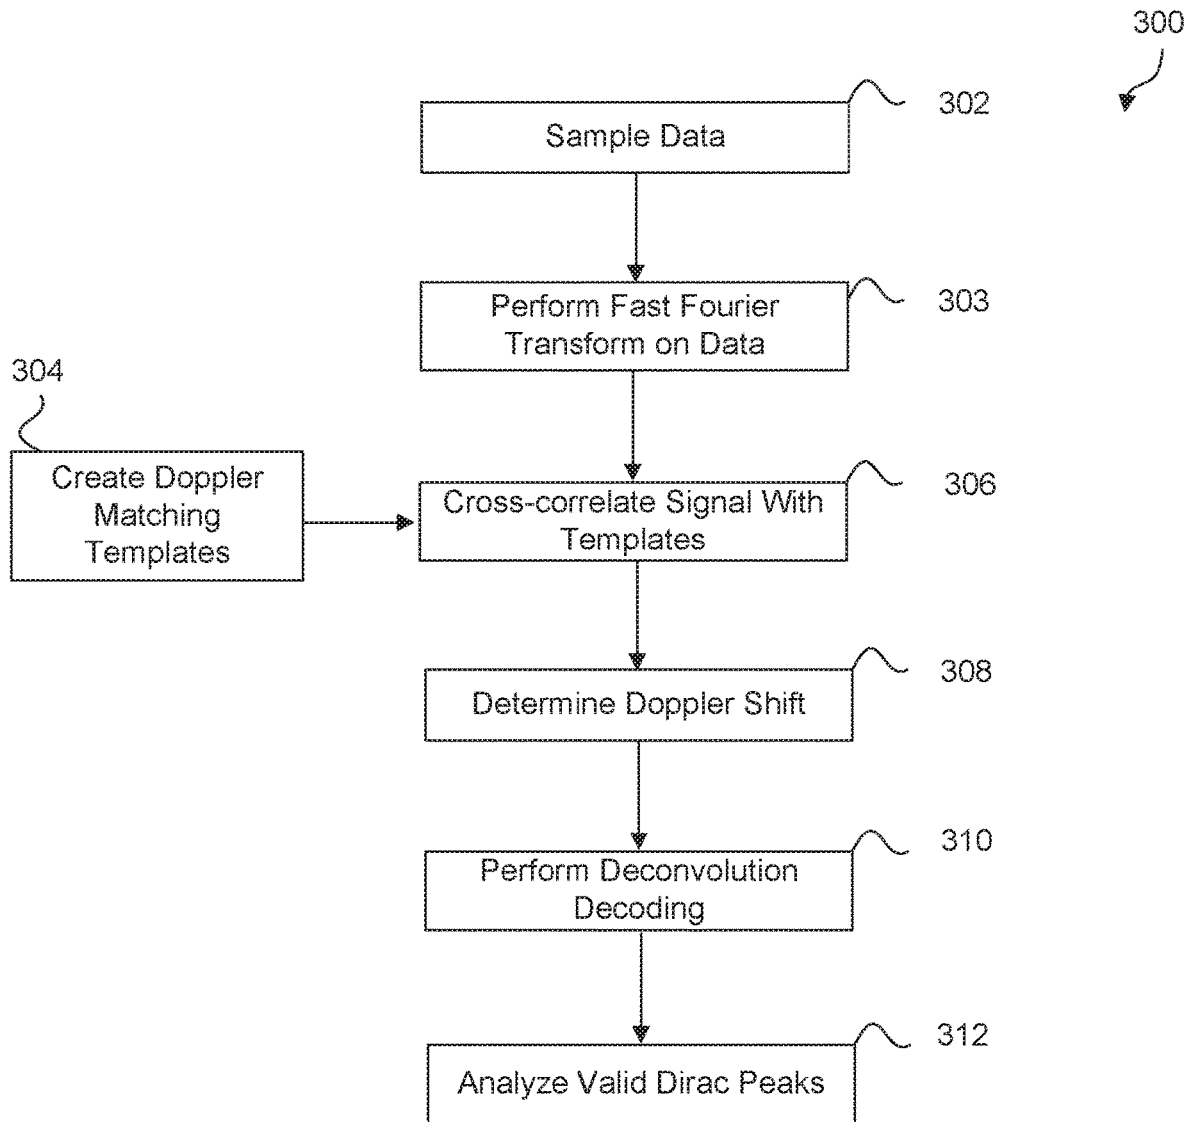 300
302
Sample Data
303
Perform Fast Fourier
Transform on Data
304
Create Doppler
Matching
Templates
306
Cross-correlate Signal With
Templates
308
Determine Doppler Shift
310
Perform Deconvolution
Decoding
312
Analyze Valid Dirac Peaks